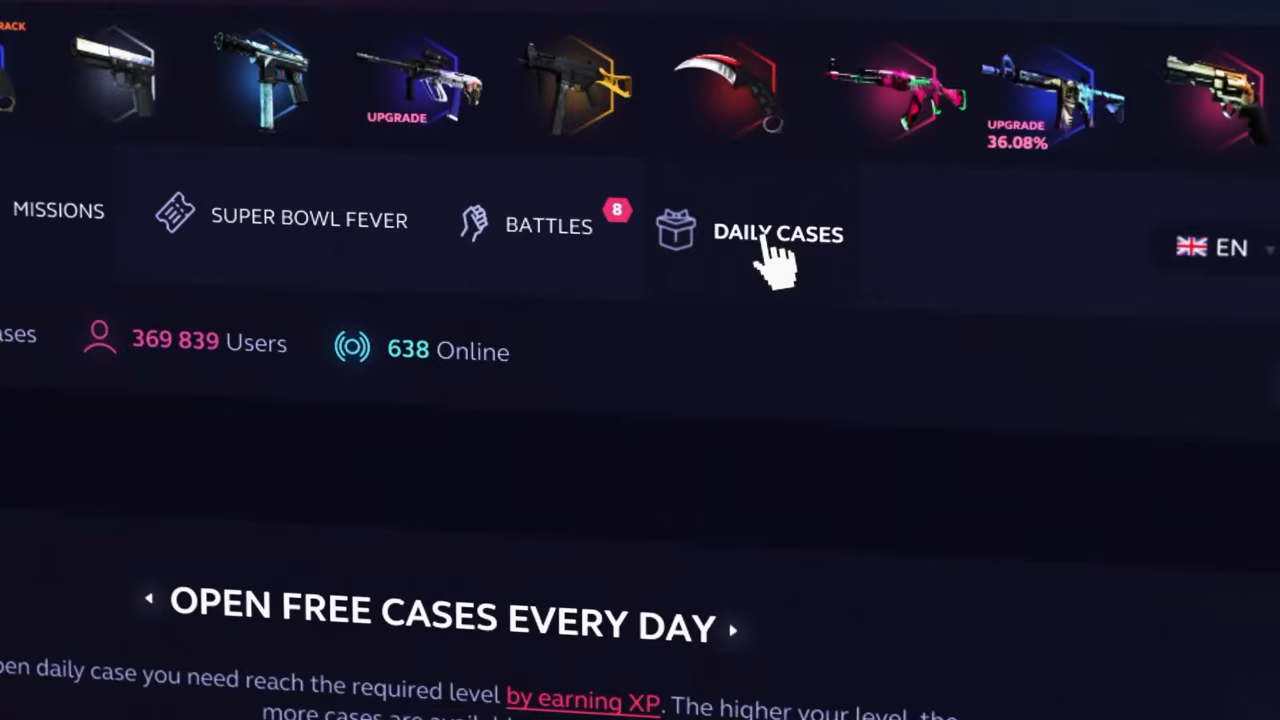 RACK
UPGRADE
UPGRADE
36.08%
MISSIONS
SUPER BOWL FEVER
BATTLES
8
DAILY CASES
EN
369 839 Users
638 Online
OPEN FREE CASES EVERY DAY
daily case you need reach the required level by earning XP. The higher your level, the
more cases are